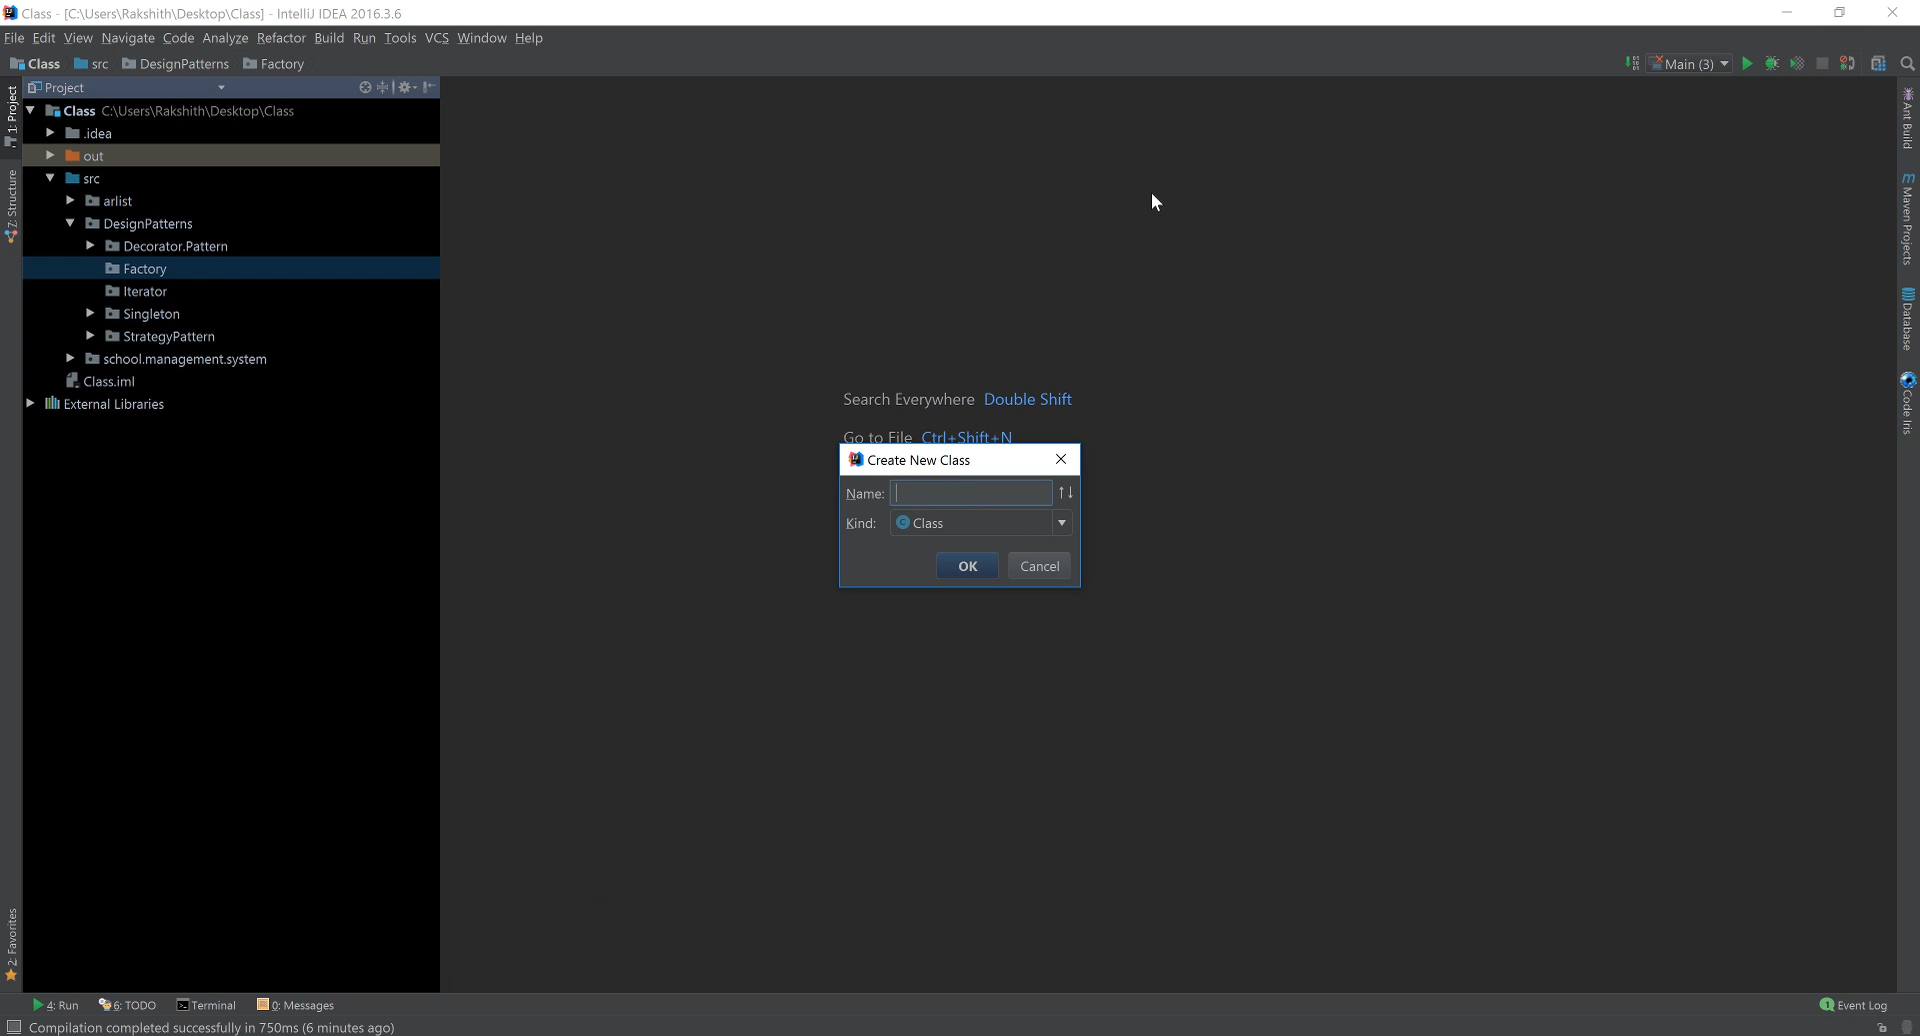 Class - [C:\Users\Rakshith\Desktop\Class] - IntelliJ IDEA 2016.3.6
File Edit View Navigate Code Analyze Refactor Build Run Tools VCS Window Help
Class src DesignPatterns Factory
Main (3)
Project
Class C:\Users\Rakshith\Desktop\Class
.idea
out
src
arlist
DesignPatterns
Decorator.Pattern
Factory
Iterator
Singleton
StrategyPattern
school.management.system
Class.iml
External Libraries
1: Project
Z: Structure
2: Favorites
Search Everywhere Double Shift
Go to File Ctrl+Shift+N
Create New Class
Name:
Kind: Class
OK Cancel
Ant Build
Maven Projects
Database
Code Iris
4: Run 6: TODO Terminal 0: Messages
1 Event Log
Compilation completed successfully in 750ms (6 minutes ago)